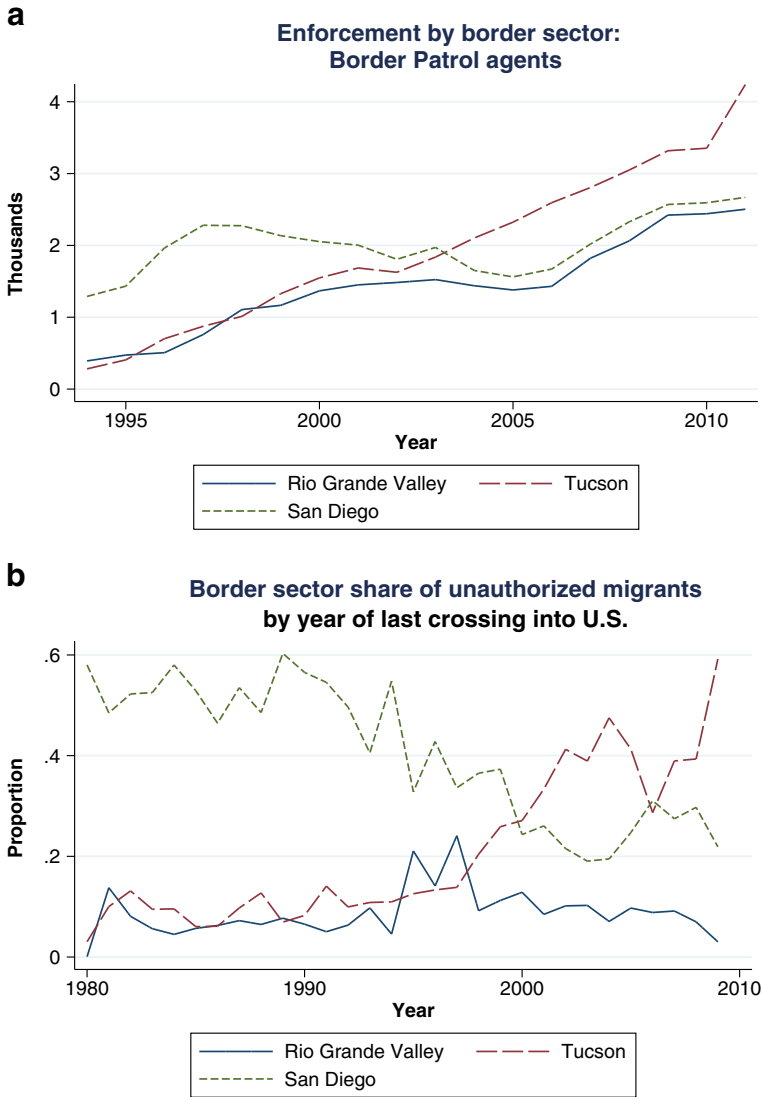 a
Enforcement by border sector:
Border Patrol agents
Thousands
4
3
2
1
0
1995 2000 2005 2010
Year
Rio Grande Valley Tucson
San Diego
b
Border sector share of unauthorized migrants
by year of last crossing into U.S.
Proportion
.6
.4
.2
0
1980 1990 2000 2010
Year
Rio Grande Valley Tucson
San Diego